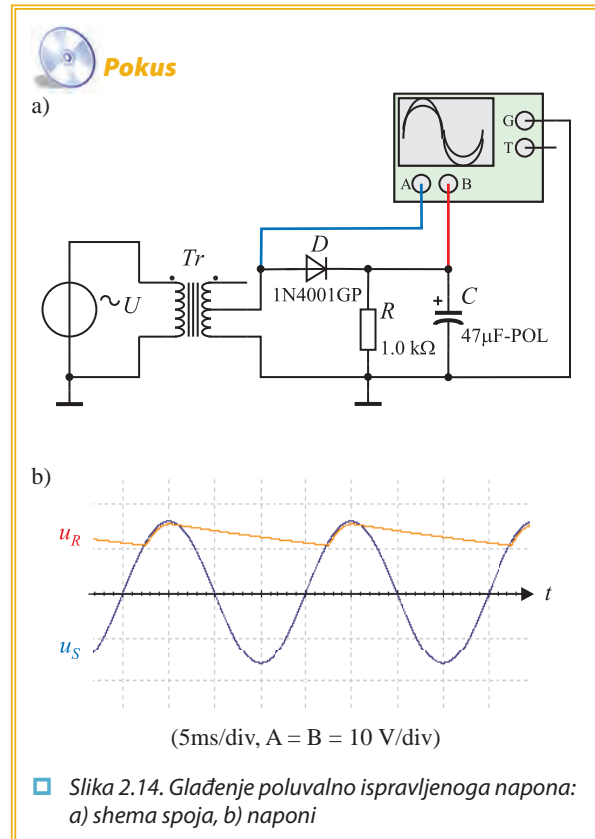 Pokus
a)
G
T
A
B
D
Tr
1N4001GP
R
C
~ U
+
1.0 kΩ
47µF-POL
b)
u_R
t
u_S
(5ms/div, A = B = 10 V/div)
Slika 2.14. Glađenje poluvalno ispravljenoga napona:
a) shema spoja, b) naponi